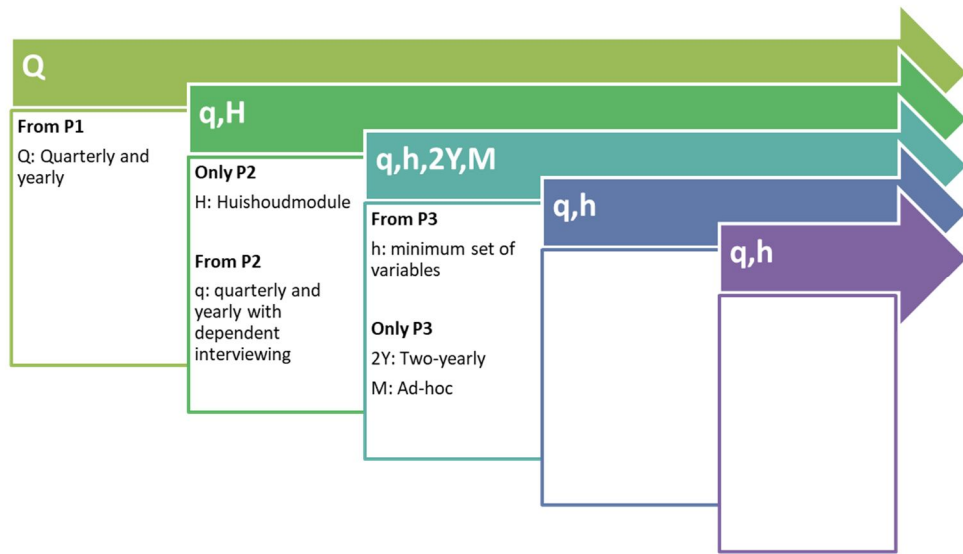 Q
From P1
Q: Quarterly and
yearly
q,H
Only P2
H: Huishoudmodule
From P2
q: quarterly and
yearly with
dependent
interviewing
q,h,2Y,M
From P3
h: minimum set of
variables
Only P3
2Y: Two-yearly
M: Ad-hoc
q,h
q,h